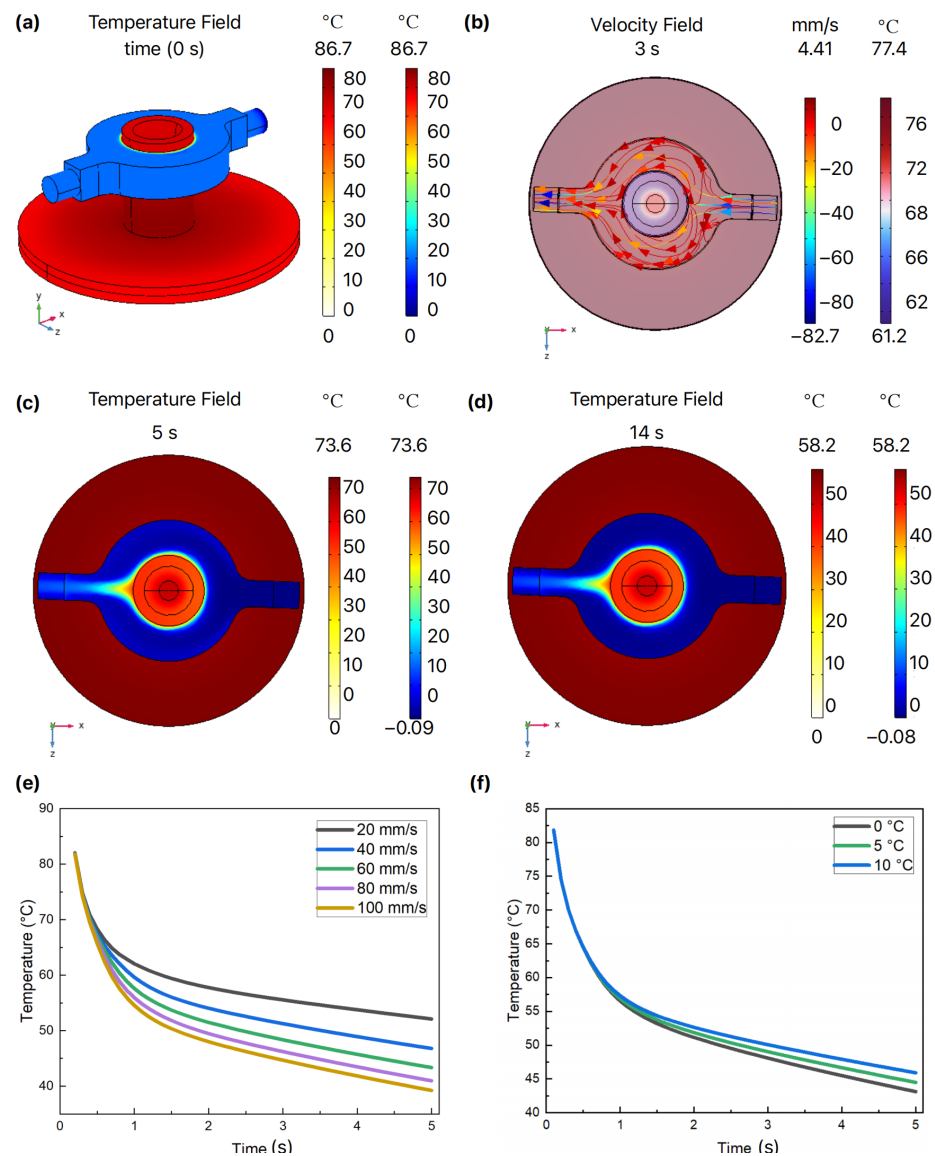 (a)
Temperature Field
time (0 s)
°C
°C
86.7
86.7
80
70
60
50
40
30
20
10
0
0
80
70
60
50
40
30
20
10
0
0
y
x
z
(b)
Velocity Field
3 s
mm/s
°C
4.41
77.4
0
−20
−40
−60
−80
−82.7
76
72
70
68
66
62
61.2
y
x
z
(c)
Temperature Field
5 s
°C
°C
73.6
73.6
70
60
50
40
30
20
10
0
0
70
60
50
40
30
20
10
0
−0.09
y
x
z
(d)
Temperature Field
14 s
°C
°C
58.2
58.2
50
40
30
20
10
0
0
50
40
30
20
10
0
−0.08
y
x
z
(e)
90
80
70
60
50
40
Temperature (°C)
20 mm/s
40 mm/s
60 mm/s
80 mm/s
100 mm/s
0
1
2
3
4
5
Time (s)
(f)
85
80
75
70
65
60
55
50
45
40
Temperature (°C)
0 °C
5 °C
10 °C
0
1
2
3
4
5
Time (s)